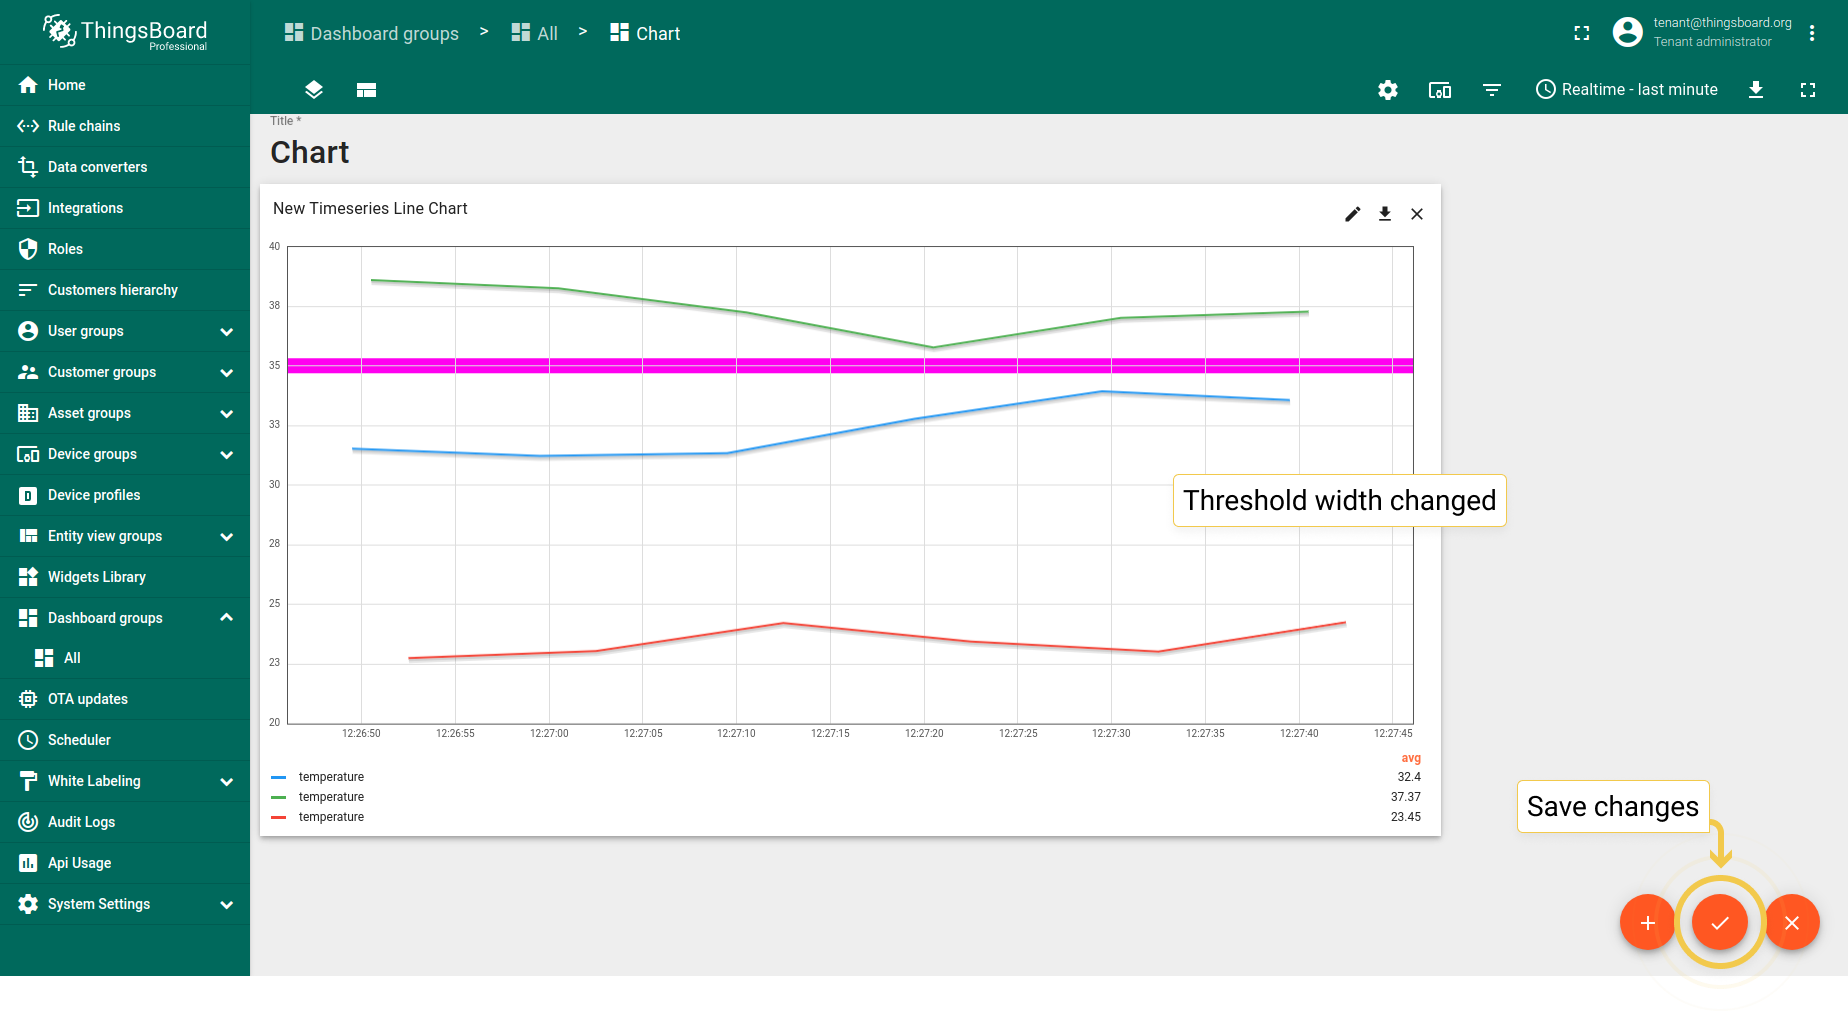 ThingsBoard
Professional
Dashboard groups > All > Chart
tenant@thingsboard.org
Tenant administrator
Home
Rule chains
Data converters
Integrations
Roles
Customers hierarchy
User groups
Customer groups
Asset groups
Device groups
Device profiles
Entity view groups
Widgets Library
Dashboard groups
All
OTA updates
Scheduler
White Labeling
Audit Logs
Api Usage
System Settings
Realtime - last minute
Title *
Chart
New Timeseries Line Chart
40
38
35
33
30
28
25
23
20
12:26:50 12:26:55 12:27:00 12:27:05 12:27:10 12:27:15 12:27:20 12:27:25 12:27:30 12:27:35 12:27:40 12:27:45
avg
temperature 32.4
temperature 37.37
temperature 23.45
Threshold width changed
Save changes